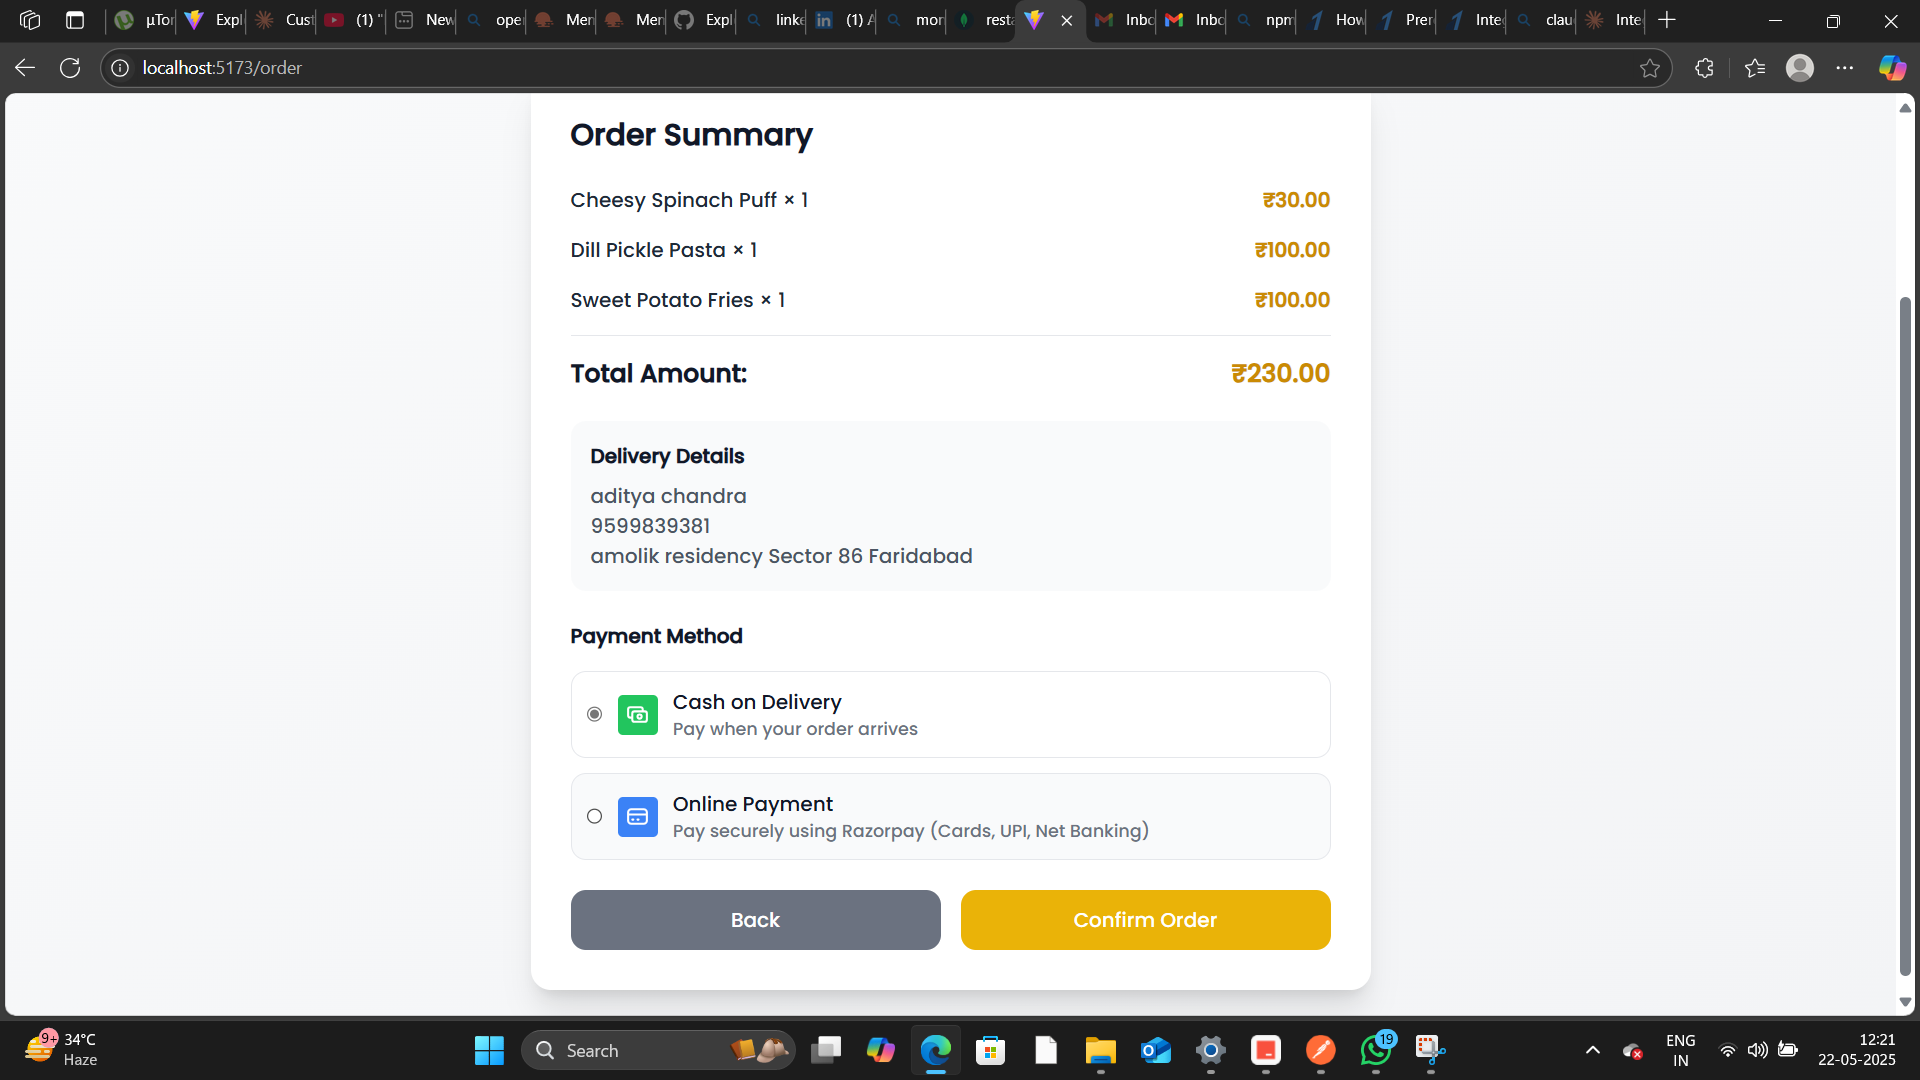 µTor
Expl
Cust
(1) "
New
ope
Mer
Mer
Expl
linke
(1) A
mor
resta
Inbo
Inbo
npm
How
Prer
Inte
clau
Inte
localhost:5173/order
Order Summary
Cheesy Spinach Puff × 1 ₹30.00
Dill Pickle Pasta × 1 ₹100.00
Sweet Potato Fries × 1 ₹100.00
Total Amount: ₹230.00
Delivery Details
aditya chandra
9599839381
amolik residency Sector 86 Faridabad
Payment Method
Cash on Delivery
Pay when your order arrives
Online Payment
Pay securely using Razorpay (Cards, UPI, Net Banking)
Back
Confirm Order
9+
34°C
Haze
Search
19
ENG
IN
12:21
22-05-2025